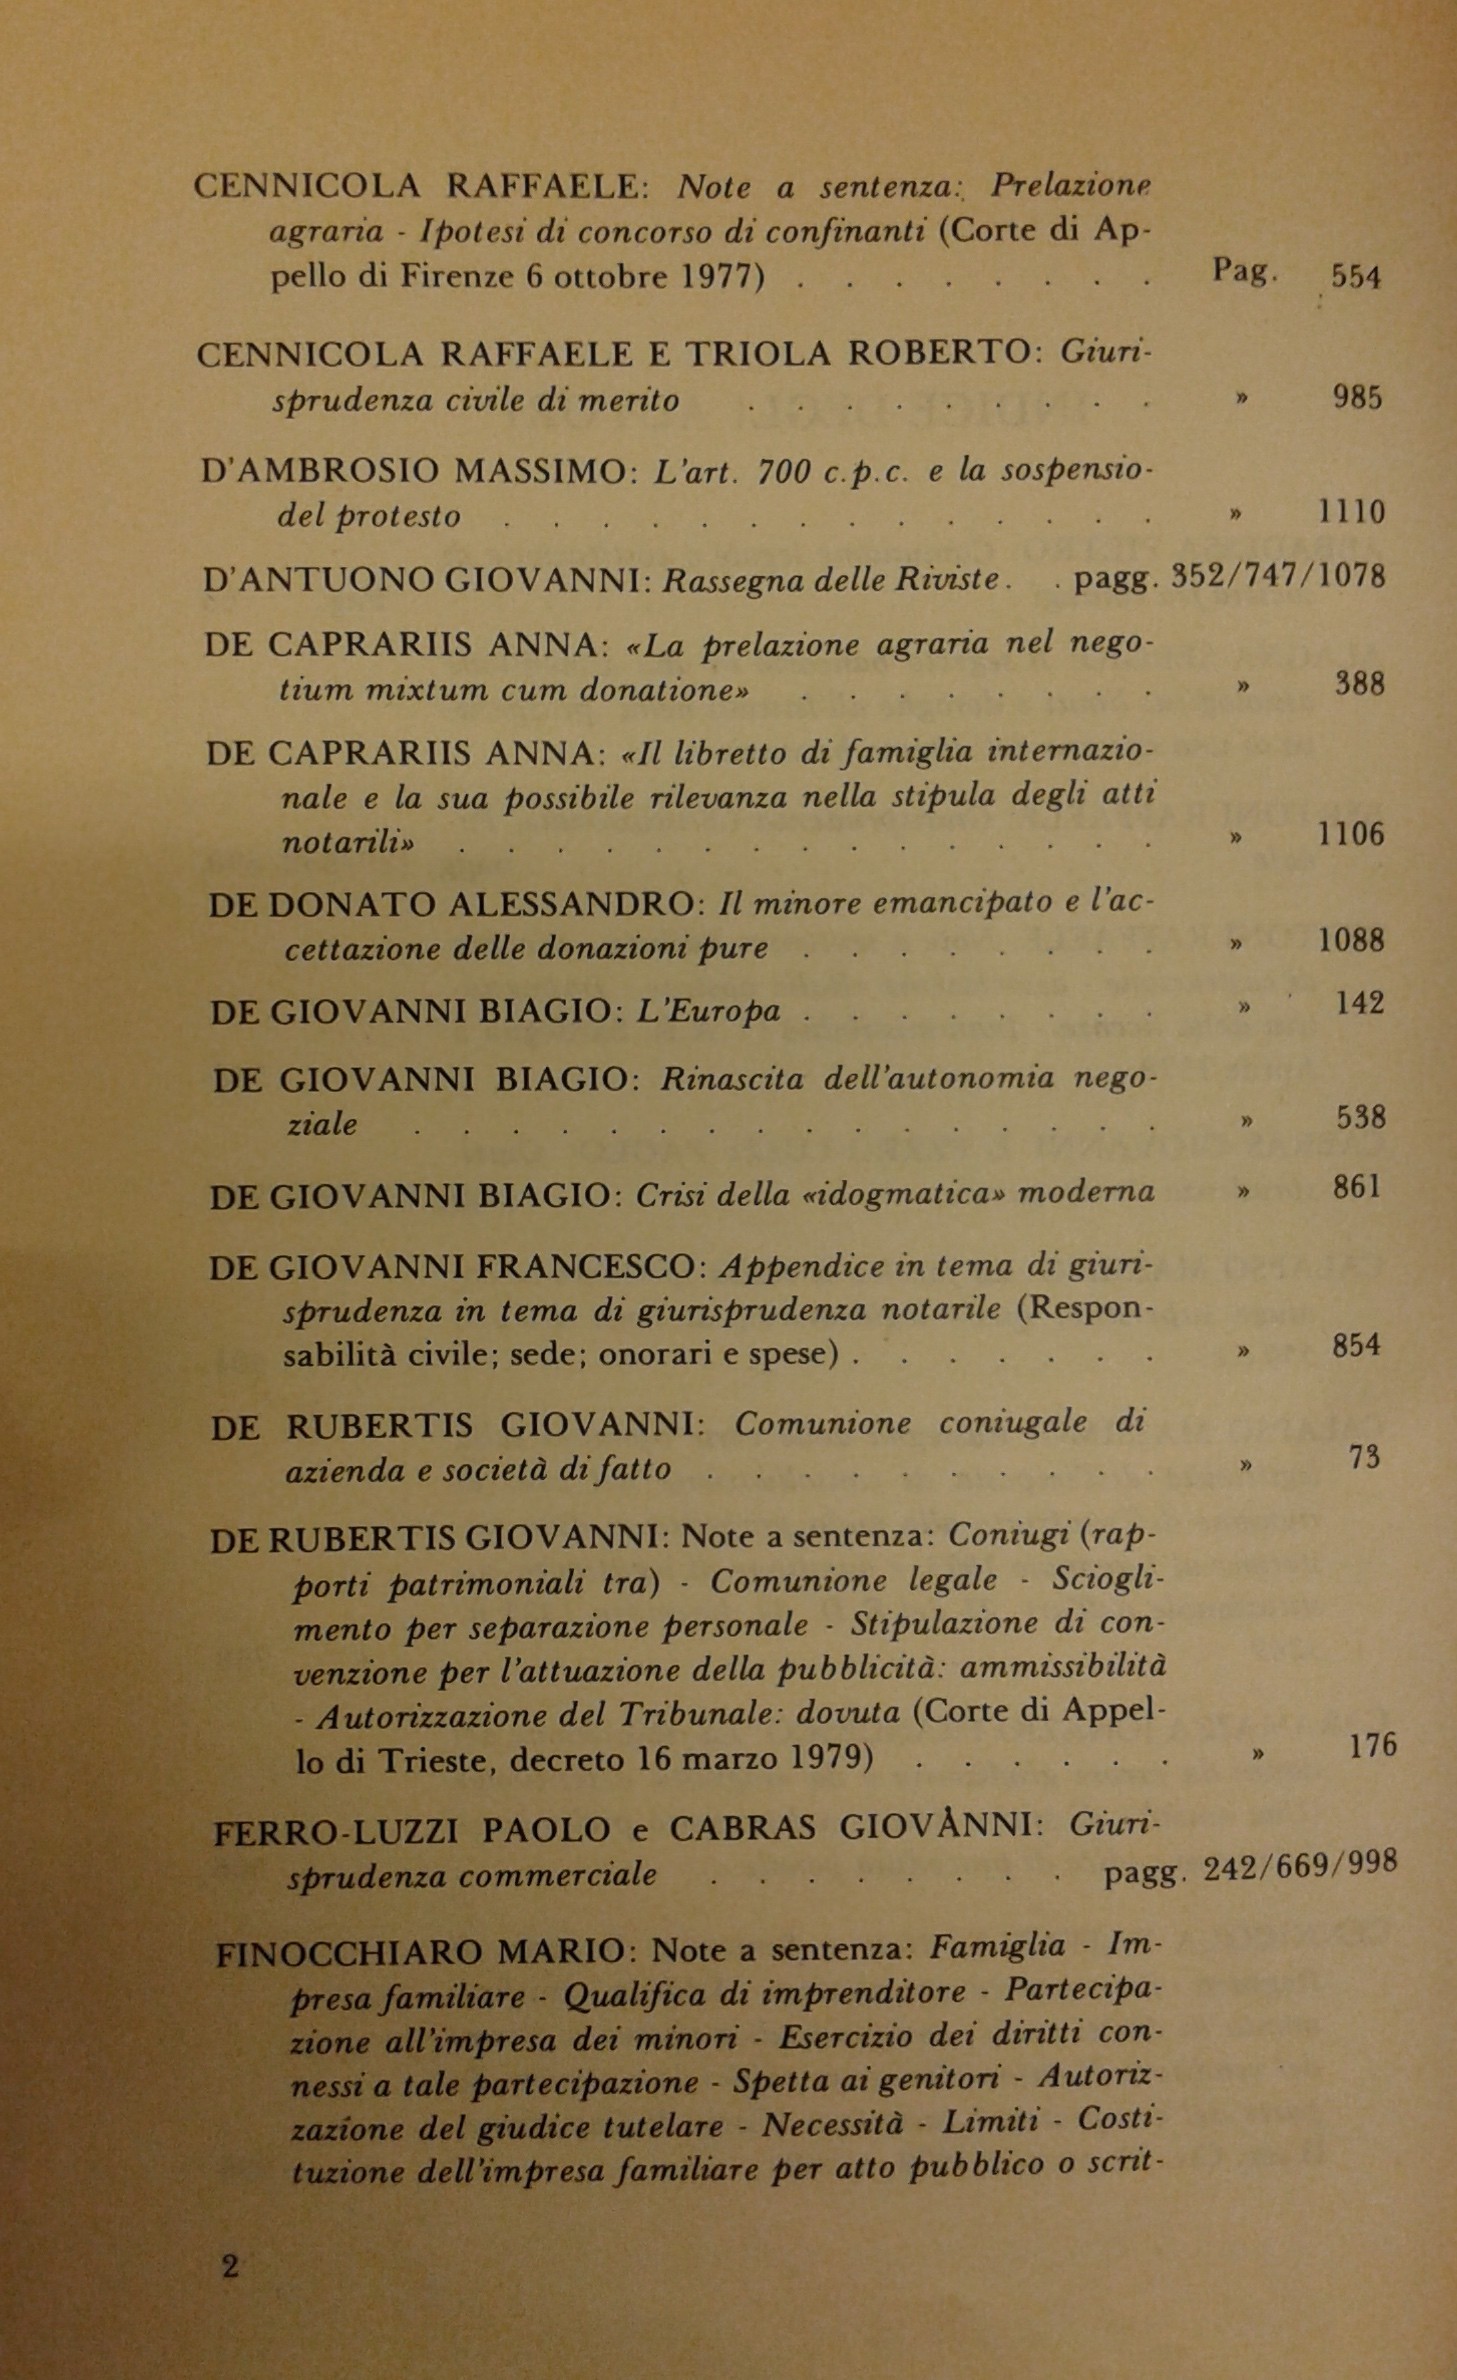 CENNICOLA RAFFAELE: Note a sentenza: Prelazione
agraria - Ipotesi di concorso di confinanti (Corte di Ap-
pello di Firenze 6 ottobre 1977) . . . . . . . . Pag. 554
CENNICOLA RAFFAELE E TRIOLA ROBERTO: Giuri-
sprudenza civile di merito . . . . . . . . . » 985
D'AMBROSIO MASSIMO: L'art. 700 c.p.c. e la sospensio-
del protesto . . . . . . . . . . . . . . » 1110
D'ANTUONO GIOVANNI: Rassegna delle Riviste . . pagg. 352/747/1078
DE CAPRARIIS ANNA: «La prelazione agraria nel nego-
tium mixtum cum donatione» . . . . . . . . » 388
DE CAPRARIIS ANNA: «Il libretto di famiglia internazio-
nale e la sua possibile rilevanza nella stipula degli atti
notarili» . . . . . . . . . . . . . . . » 1106
DE DONATO ALESSANDRO: Il minore emancipato e l'ac-
cettazione delle donazioni pure . . . . . . . . » 1088
DE GIOVANNI BIAGIO: L'Europa . . . . . . . . » 142
DE GIOVANNI BIAGIO: Rinascita dell'autonomia nego-
ziale . . . . . . . . . . . . . . . . » 538
DE GIOVANNI BIAGIO: Crisi della «idogmatica» moderna » 861
DE GIOVANNI FRANCESCO: Appendice in tema di giuri-
sprudenza in tema di giurisprudenza notarile (Respon-
sabilità civile; sede; onorari e spese) . . . . . . . » 854
DE RUBERTIS GIOVANNI: Comunione coniugale di
azienda e società di fatto . . . . . . . . . . » 73
DE RUBERTIS GIOVANNI: Note a sentenza: Coniugi (rap-
porti patrimoniali tra) - Comunione legale - Sciogli-
mento per separazione personale - Stipulazione di con-
venzione per l'attuazione della pubblicità: ammissibilità
- Autorizzazione del Tribunale: dovuta (Corte di Appel-
lo di Trieste, decreto 16 marzo 1979) . . . . . . » 176
FERRO-LUZZI PAOLO e CABRAS GIOVANNI: Giuri-
sprudenza commerciale . . . . . . . . pagg. 242/669/998
FINOCCHIARO MARIO: Note a sentenza: Famiglia - Im-
presa familiare - Qualifica di imprenditore - Partecipa-
zione all'impresa dei minori - Esercizio dei diritti con-
nessi a tale partecipazione - Spetta ai genitori - Autoriz-
zazione del giudice tutelare - Necessità - Limiti - Costi-
tuzione dell'impresa familiare per atto pubblico o scrit-
2